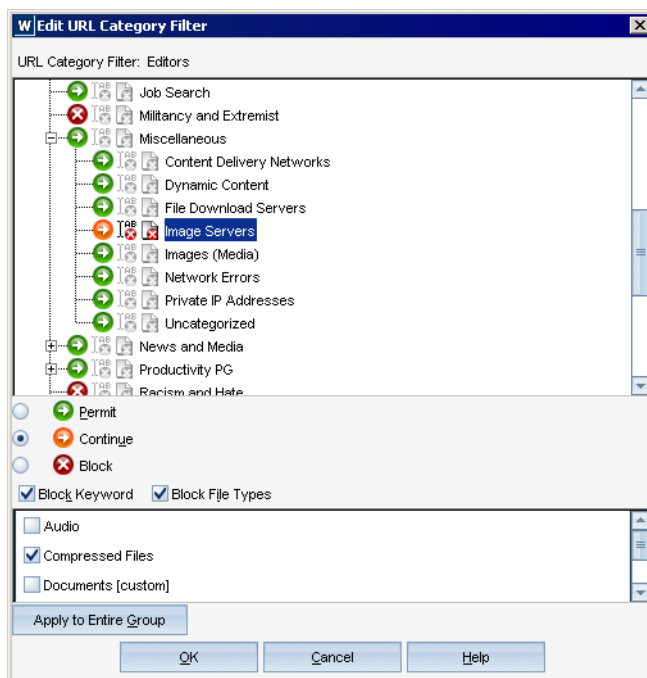 W Edit URL Category Filter
URL Category Filter: Editors
Job Search
Militancy and Extremist
Miscellaneous
Content Delivery Networks
Dynamic Content
File Download Servers
Image Servers
Images (Media)
Network Errors
Private IP Addresses
Uncategorized
News and Media
Productivity PG
Racism and Hate
Permit
Continue
Block
Block Keyword Block File Types
Audio
Compressed Files
Documents [custom]
Apply to Entire Group
OK Cancel Help